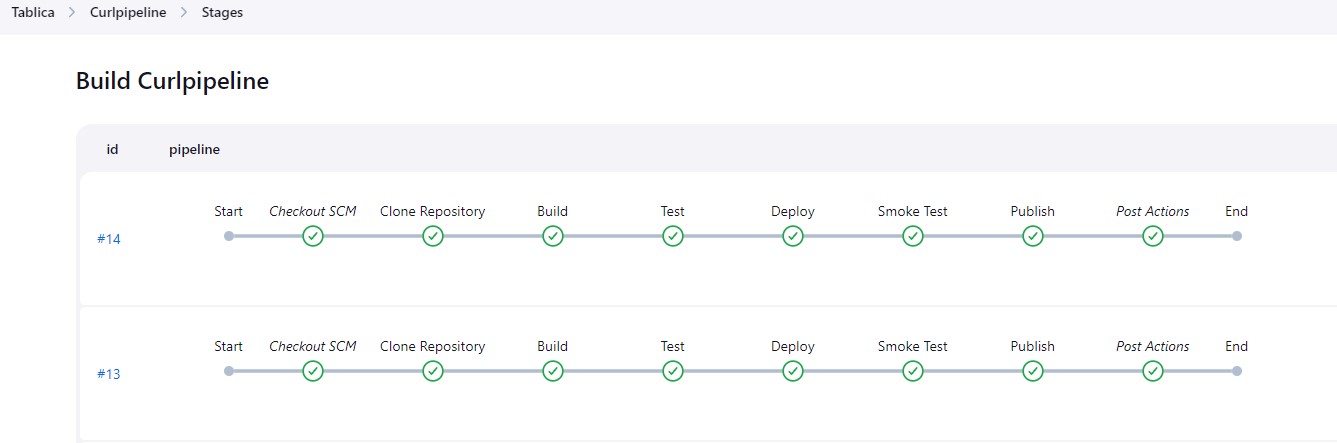 Tablica > Curlpipeline > Stages
Build Curlpipeline
id pipeline
Start Checkout SCM Clone Repository Build Test Deploy Smoke Test Publish Post Actions End
#14
Start Checkout SCM Clone Repository Build Test Deploy Smoke Test Publish Post Actions End
#13